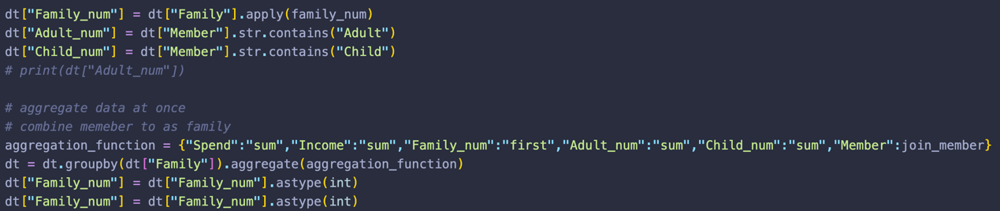 dt["Family_num"] = dt["Family"].apply(family_num)
dt["Adult_num"] = dt["Member"].str.contains("Adult")
dt["Child_num"] = dt["Member"].str.contains("Child")
# print(dt["Adult_num"])
# aggregate data at once
# combine memeber to as family
aggregation_function = {"Spend":"sum","Income":"sum","Family_num":"first","Adult_num":"sum","Child_num":"sum","Member":join_member}
dt = dt.groupby(dt["Family"]).aggregate(aggregation_function)
dt["Family_num"] = dt["Family_num"].astype(int)
dt["Family_num"] = dt["Family_num"].astype(int)